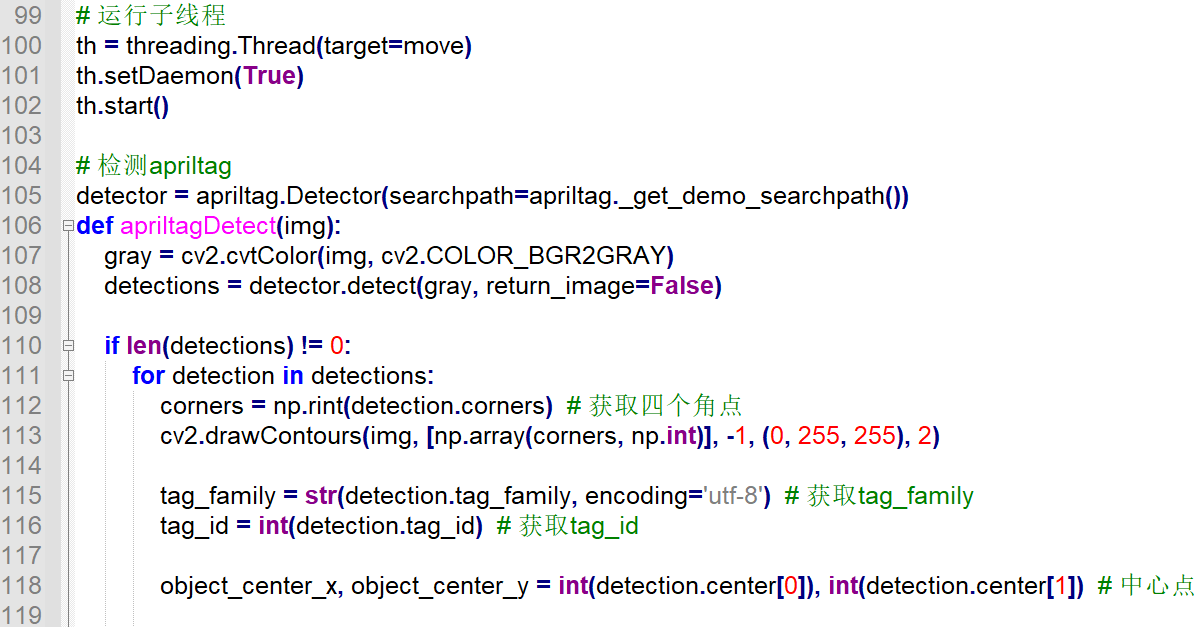 99 # 运行子线程
100 th = threading.Thread(target=move)
101 th.setDaemon(True)
102 th.start()
103
104 # 检测apriltag
105 detector = apriltag.Detector(searchpath=apriltag._get_demo_searchpath())
106 def apriltagDetect(img):
107 gray = cv2.cvtColor(img, cv2.COLOR_BGR2GRAY)
108 detections = detector.detect(gray, return_image=False)
109
110 if len(detections) != 0:
111 for detection in detections:
112 corners = np.rint(detection.corners) # 获取四个角点
113 cv2.drawContours(img, [np.array(corners, np.int)], -1, (0, 255, 255), 2)
114
115 tag_family = str(detection.tag_family, encoding='utf-8') # 获取tag_family
116 tag_id = int(detection.tag_id) # 获取tag_id
117
118 object_center_x, object_center_y = int(detection.center[0]), int(detection.center[1]) # 中心点
119